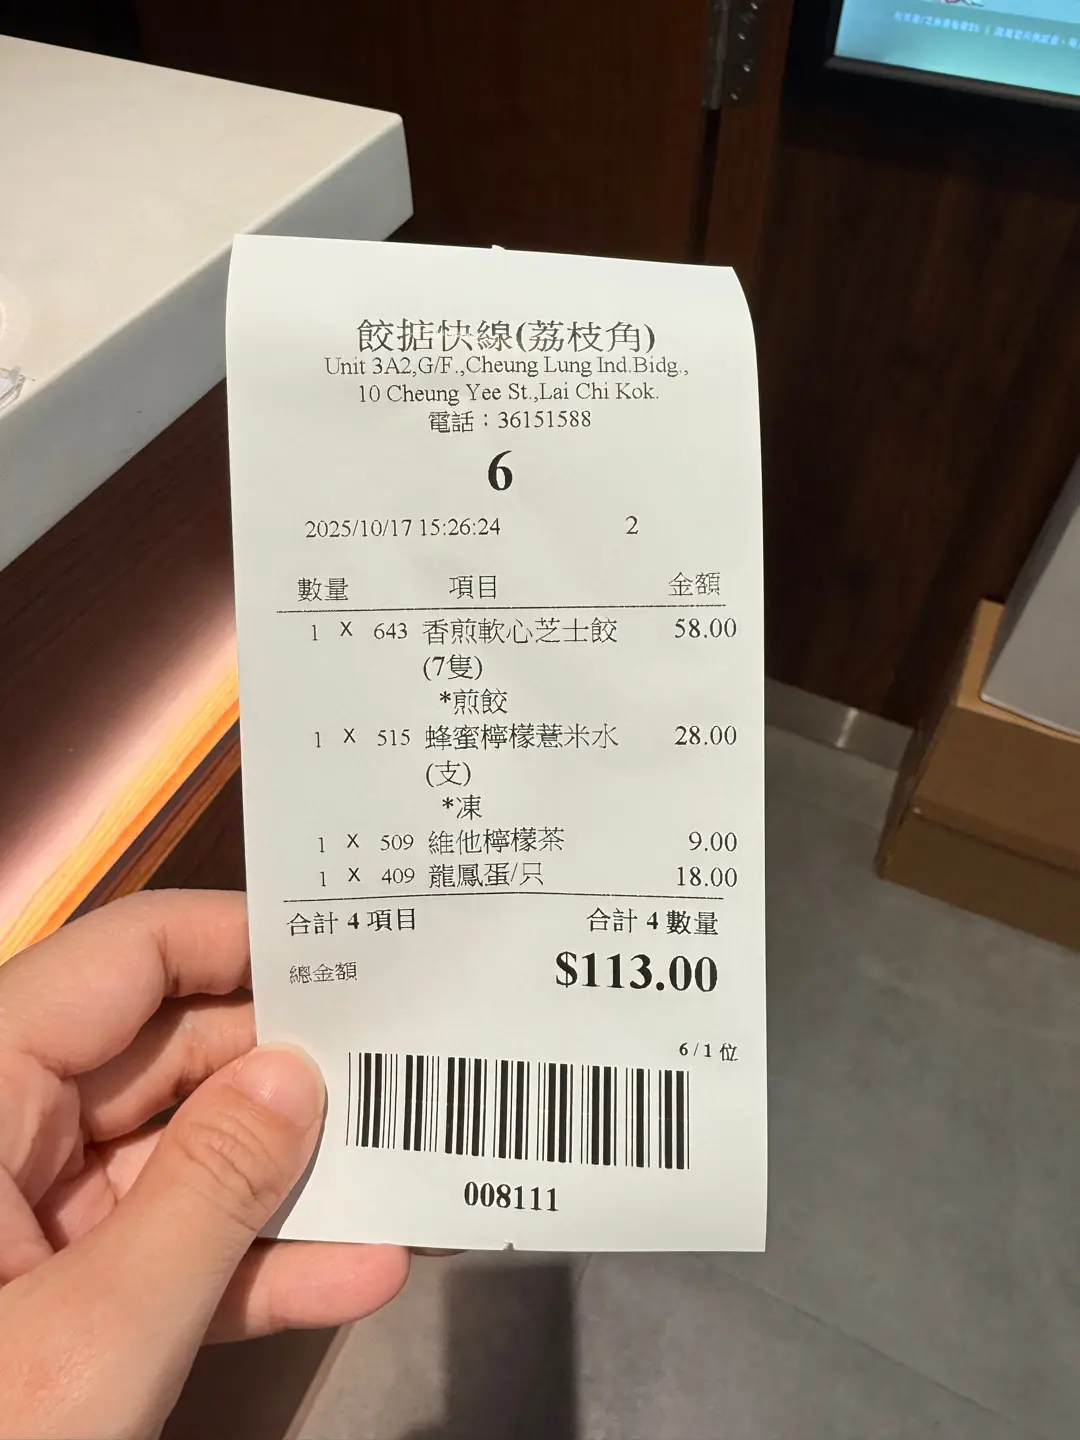 餃掂快線(荔枝角)
Unit 3A2,G/F.,Cheung Lung Ind.Bidg.,
10 Cheung Yee St.,Lai Chi Kok.
電話：36151588
6
2025/10/17 15:26:24 2
數量 項目 金額
1 X 643 香煎軟心芝士餃 58.00
(7隻)
*煎餃
1 X 515 蜂蜜檸檬薏米水 28.00
(支)
*凍
1 X 509 維他檸檬茶 9.00
1 X 409 龍鳳蛋/只 18.00
合計 4 項目 合計 4 數量
總金額 $113.00
6 / 1 位
008111